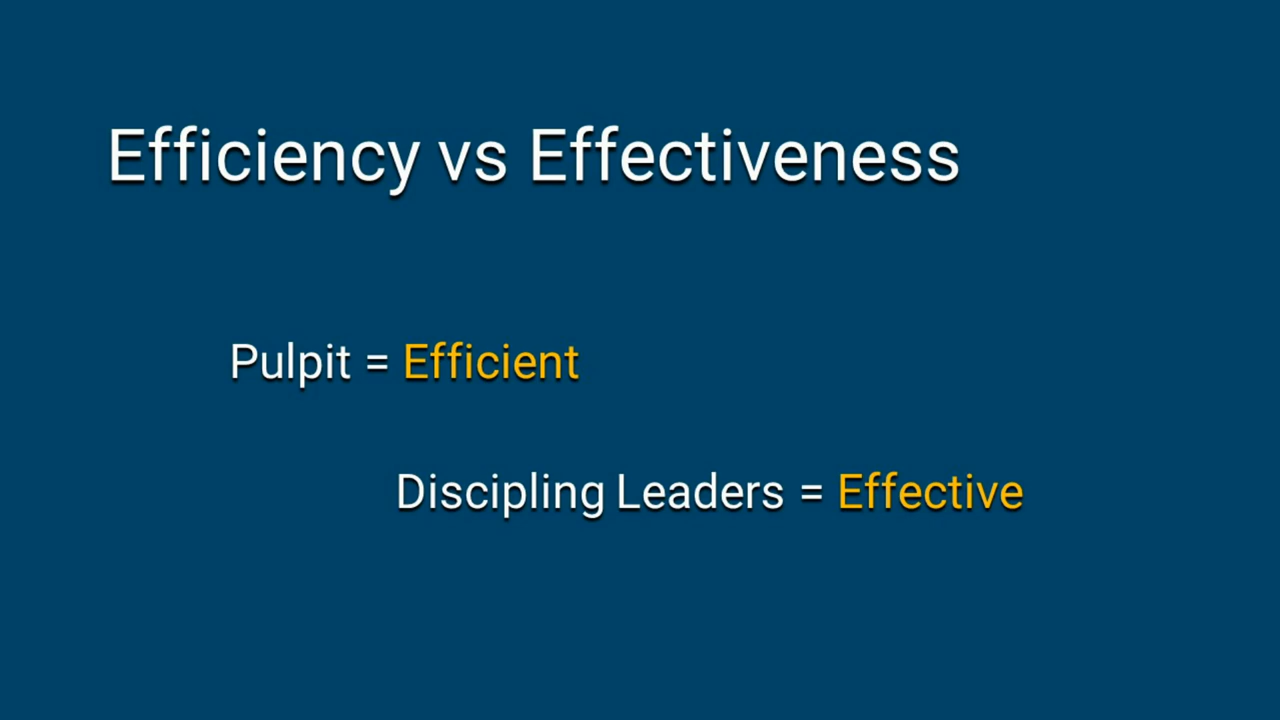 Efficiency vs Effectiveness
Pulpit = Efficient
Discipling Leaders = Effective